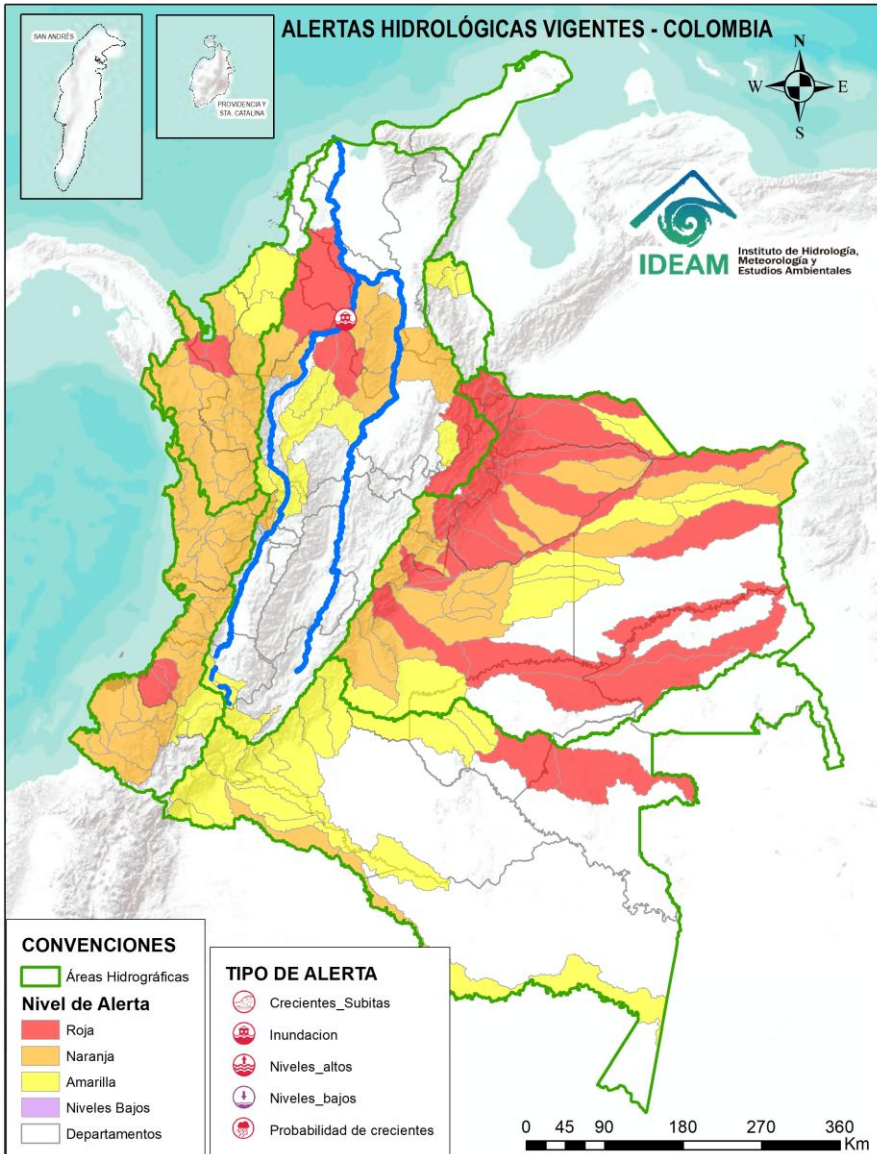 ALERTAS HIDROLÓGICAS VIGENTES - COLOMBIA
SAN ANDRÉS
PROVIDENCIA Y
STA. CATALINA
N
W
E
S
IDEAM
Instituto de Hidrología,
Meteorología y
Estudios Ambientales
CONVENCIONES
Áreas Hidrográficas
Nivel de Alerta
Roja
Naranja
Amarilla
Niveles Bajos
Departamentos
TIPO DE ALERTA
Crecientes_Subitas
Inundacion
Niveles_altos
Niveles_bajos
Probabilidad de crecientes
0 45 90 180 270 360
Km